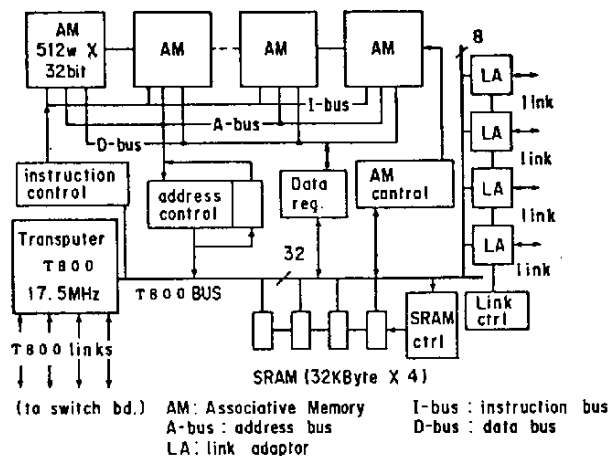 AM
512w X
32bit
AM
AM
AM
8
LA
link
LA
link
LA
link
LA
link
I-bus
A-bus
D-bus
instruction
control
address
control
Data
reg.
AM
control
Transputer
T800
17.5MHz
32
T800 BUS
Link
ctrl
SRAM
ctrl
T800 links
SRAM (32KByte X 4)
(to switch bd.)
AM: Associative Memory
I-bus : instruction bus
A-bus : address bus
D-bus : data bus
LA: link adaptor